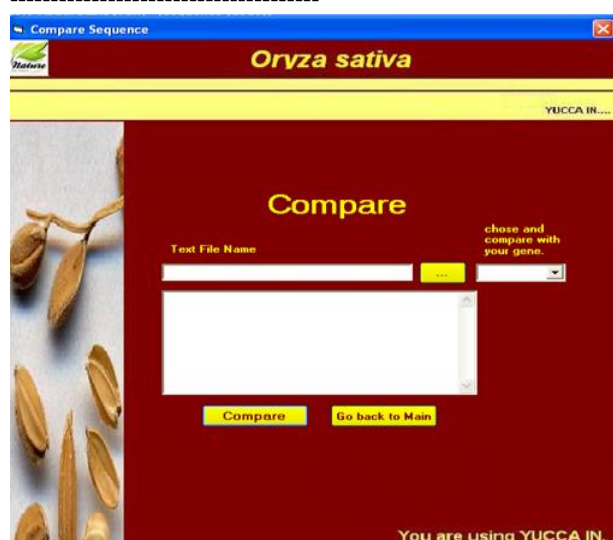 Compare Sequence
Nature
Oryza sativa
YUCCA IN....
Compare
Text File Name
chose and
compare with
your gene.
...
Compare
Go back to Main
You are using YUCCA IN.